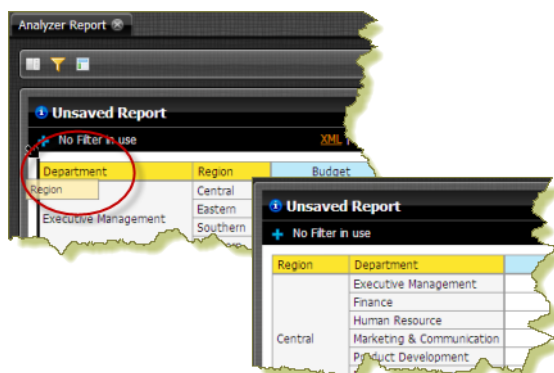 Analyzer Report
Unsaved Report
No Filter in use XML
Department Region Budget
Region
Central
Eastern
Executive Management
Southern
Unsaved Report
No Filter in use
Region Department
Executive Management
Finance
Human Resource
Central Marketing & Communication
Product Development